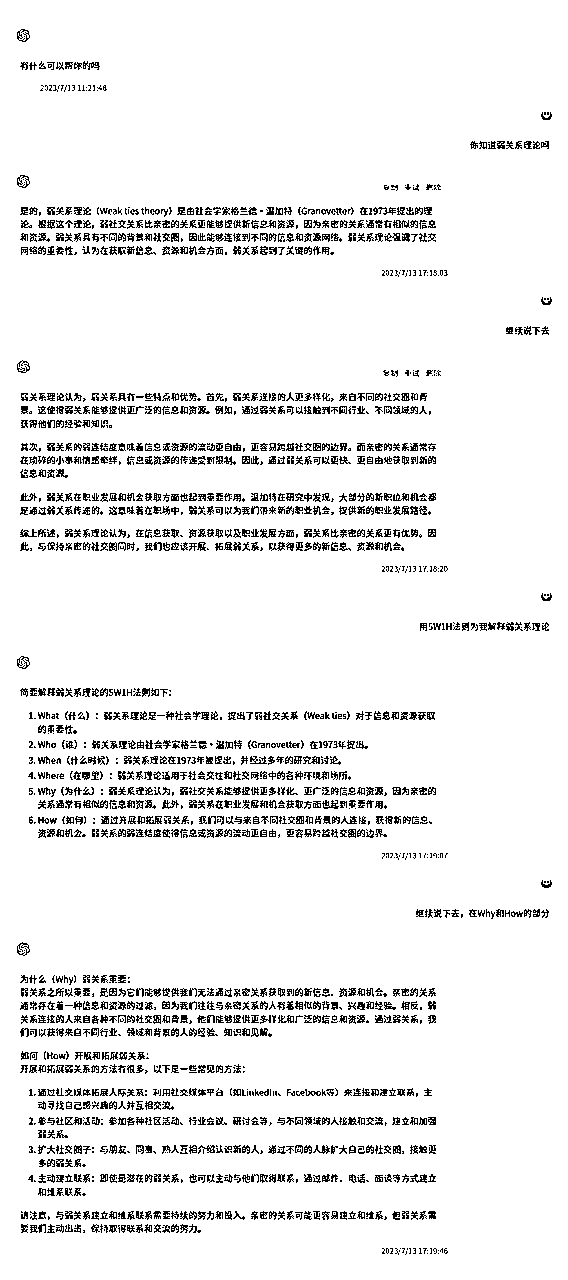 有什么可以帮你的吗
2023/7/13 11:21:48
你知道弱关系理论吗
复制 重试 删除
是的，弱关系理论（Weak ties theory）是由社会学家格兰德·温加特（Granovetter）在1973年提出的理
论。根据这个理论，弱社交关系比亲密的关系更能够提供新信息和资源，因为亲密的关系通常有相似的信息
和资源。弱关系具有不同的背景和社交圈，因此能够连接到不同的信息和资源网络。弱关系理论强调了社交
网络的重要性，认为在获取新信息、资源和机会方面，弱关系起到了关键的作用。
2023/7/13 17:18:03
继续说下去
复制 重试 删除
弱关系理论认为，弱关系具有一些特点和优势。首先，弱关系连接的人更多样化，来自不同的社交圈和背
景。这使得弱关系能够提供更广泛的信息和资源。例如，通过弱关系可以接触到不同行业、不同领域的人，
获得他们的经验和知识。
其次，弱关系的弱连结度意味着信息或资源的流动更自由，更容易跨越社交圈的边界。而亲密的关系通常存
在琐碎的小事和情感牵绊，信息或资源的传递受到限制。因此，通过弱关系可以更快、更自由地获取到新的
信息和资源。
此外，弱关系在职业发展和机会获取方面也起到重要作用。温加特在研究中发现，大部分的新职位和机会都
是通过弱关系传递的。这意味着在职场中，弱关系可以为我们带来新的职业机会，提供新的职业发展路径。
综上所述，弱关系理论认为，在信息获取、资源获取以及职业发展方面，弱关系比亲密的关系更有优势。因
此，与保持亲密的社交圈同时，我们也应该开展、拓展弱关系，以获得更多的新信息、资源和机会。
2023/7/13 17:18:20
用5W1H法则为我解释弱关系理论
简要解释弱关系理论的5W1H法则如下：
1. What（什么）：弱关系理论是一种社会学理论，提出了弱社交关系（Weak ties）对于信息和资源获取
的重要性。
2. Who（谁）：弱关系理论由社会学家格兰德·温加特（Granovetter）在1973年提出。
3. When（什么时候）：弱关系理论在1973年被提出，并经过多年的研究和讨论。
4. Where（在哪里）：弱关系理论适用于社会交往和社交网络中的各种环境和场所。
5. Why（为什么）：弱关系理论认为，弱社交关系能够提供更多样化、更广泛的信息和资源，因为亲密的
关系通常有相似的信息和资源。此外，弱关系在职业发展和机会获取方面也起到重要作用。
6. How（如何）：通过开展和拓展弱关系，我们可以与来自不同社交圈和背景的人连接，获得新的信息、
资源和机会。弱关系的弱连结度使得信息或资源的流动更自由，更容易跨越社交圈的边界。
2023/7/13 17:19:07
继续说下去，在Why和How的部分
为什么（Why）弱关系重要：
弱关系之所以重要，是因为它们能够提供我们无法通过亲密关系获取到的新信息、资源和机会。亲密的关系
通常存在着一种信息和资源的过滤，因为我们往往与亲密关系的人有着相似的背景、兴趣和经验。相反，弱
关系连接的人来自各种不同的社交圈和背景，他们能够提供更多样化和广泛的信息和资源。通过弱关系，我
们可以获得来自不同行业、领域和背景的人的经验、知识和见解。
如何（How）开展和拓展弱关系：
开展和拓展弱关系的方法有很多，以下是一些常见的方法：
1. 通过社交媒体拓展人际关系：利用社交媒体平台（如LinkedIn、Facebook等）来连接和建立联系，主
动寻找自己感兴趣的人并互相交流。
2. 参与社区和活动：参加各种社区活动、行业会议、研讨会等，与不同领域的人接触和交流，建立和加强
弱关系。
3. 扩大社交圈子：与朋友、同事、熟人互相介绍认识新的人，通过不同的人脉扩大自己的社交圈，接触更
多的弱关系。
4. 主动建立联系：即使是潜在的弱关系，也可以主动与他们取得联系，通过邮件、电话、面谈等方式建立
和维系联系。
请注意，与弱关系建立和维系联系需要持续的努力和投入。亲密的关系可能更容易建立和维系，但弱关系需
要我们主动出击，保持取得联系和交流的努力。
2023/7/13 17:19:46